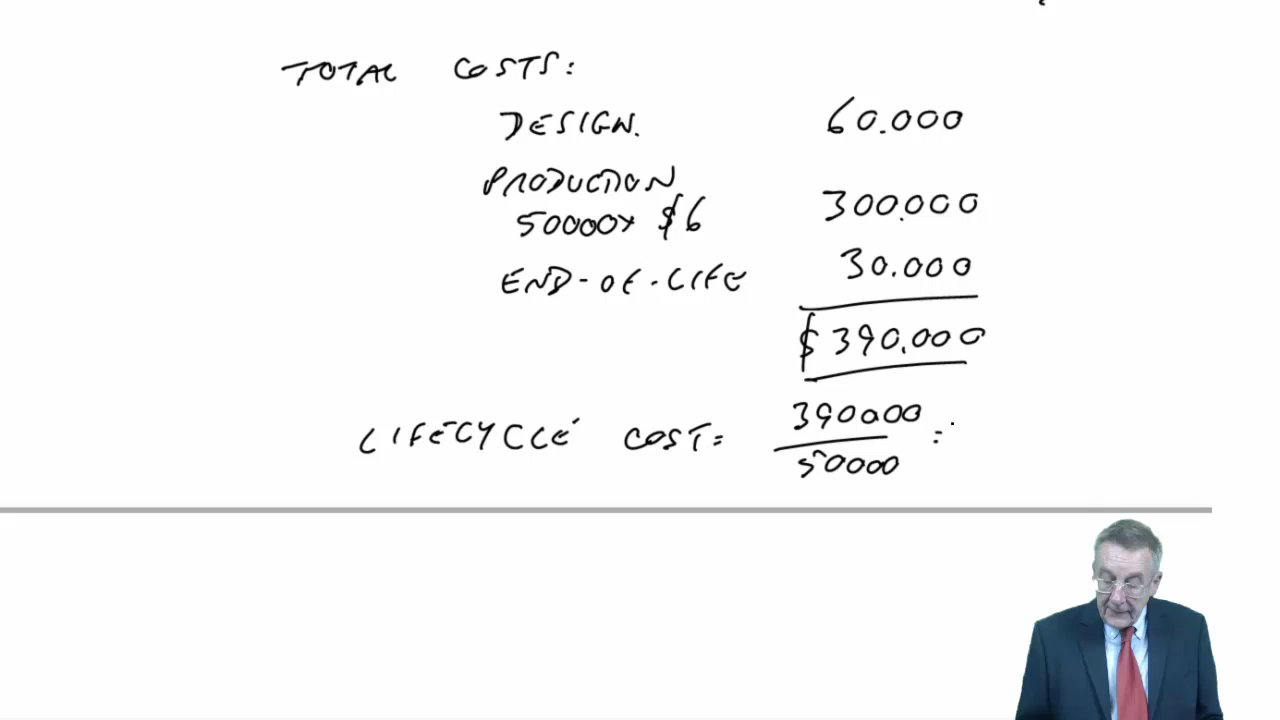 TOTAL COSTS:
DESIGN. 60.000
PRODUCTION
50000x $6 300.000
END-OF-LIFE 30.000
$390.000
LIFECYCLE COST= 390000
50000 =